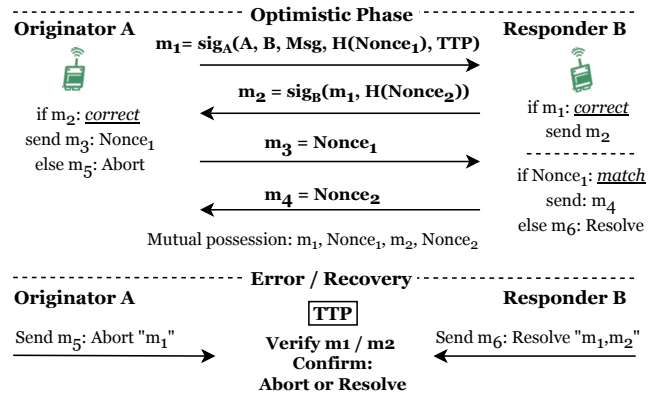 Optimistic Phase
Originator A
Responder B
m₁= sig_A(A, B, Msg, H(Nonce₁), TTP)
m₂ = sig_B(m₁, H(Nonce₂))
if m₂: correct
send m₃: Nonce₁
else m₅: Abort
if m₁: correct
send m₂
m₃ = Nonce₁
m₄ = Nonce₂
if Nonce₁: match
send: m₄
else m₆: Resolve
Mutual possession: m₁, Nonce₁, m₂, Nonce₂
Error / Recovery
Originator A
Responder B
TTP
Send m₅: Abort "m₁"
Send m₆: Resolve "m₁,m₂"
Verify m1 / m2
Confirm:
Abort or Resolve